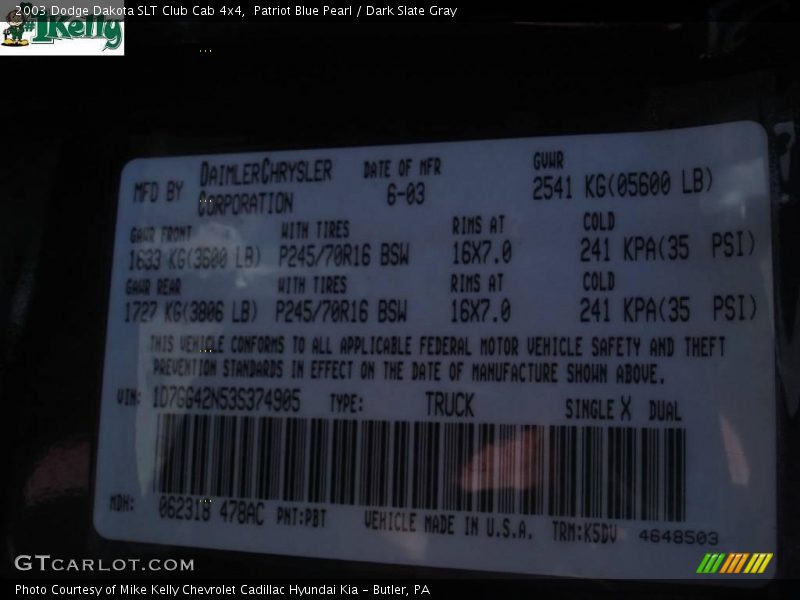 2003 Dodge Dakota SLT Club Cab 4x4, Patriot Blue Pearl / Dark Slate Gray
Kelly
MFD BY DAIMLERCHRYSLER CORPORATION
DATE OF MFR
6-03
GVWR
2541 KG(05600 LB)
GAWR FRONT WITH TIRES RIMS AT COLD
1633 KG(3600 LB) P245/70R16 BSW 16X7.0 241 KPA(35 PSI)
GAWR REAR WITH TIRES RIMS AT COLD
1727 KG(3806 LB) P245/70R16 BSW 16X7.0 241 KPA(35 PSI)
THIS VEHICLE CONFORMS TO ALL APPLICABLE FEDERAL MOTOR VEHICLE SAFETY AND THEFT
PREVENTION STANDARDS IN EFFECT ON THE DATE OF MANUFACTURE SHOWN ABOVE.
VIN: 1D7GG42N53S374905 TYPE: TRUCK SINGLE X DUAL
MDH: 062318 478AC PNT:PBT VEHICLE MADE IN U.S.A. TRM:K5DV 4648503
GTCARLOT.COM
Photo Courtesy of Mike Kelly Chevrolet Cadillac Hyundai Kia - Butler, PA